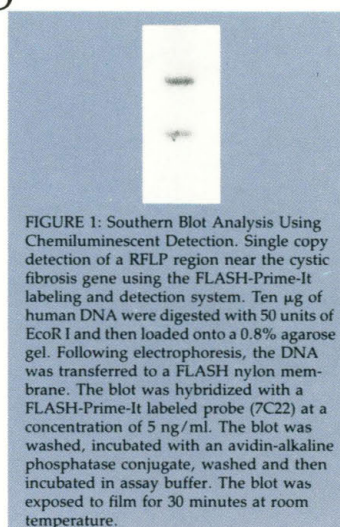 FIGURE 1: Southern Blot Analysis Using
Chemiluminescent Detection. Single copy
detection of a RFLP region near the cystic
fibrosis gene using the FLASH-Prime-It
labeling and detection system. Ten µg of
human DNA were digested with 50 units of
EcoR I and then loaded onto a 0.8% agarose
gel. Following electrophoresis, the DNA
was transferred to a FLASH nylon mem-
brane. The blot was hybridized with a
FLASH-Prime-It labeled probe (7C22) at a
concentration of 5 ng/ml. The blot was
washed, incubated with an avidin-alkaline
phosphatase conjugate, washed and then
incubated in assay buffer. The blot was
exposed to film for 30 minutes at room
temperature.